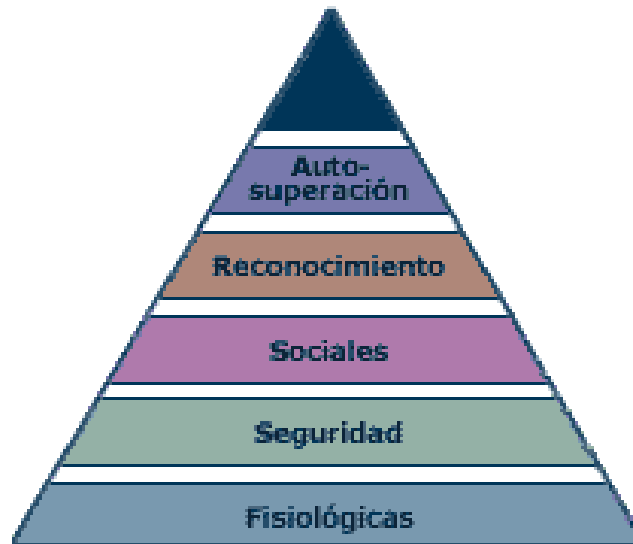 Auto-
superación
Reconocimiento
Sociales
Seguridad
Fisiológicas